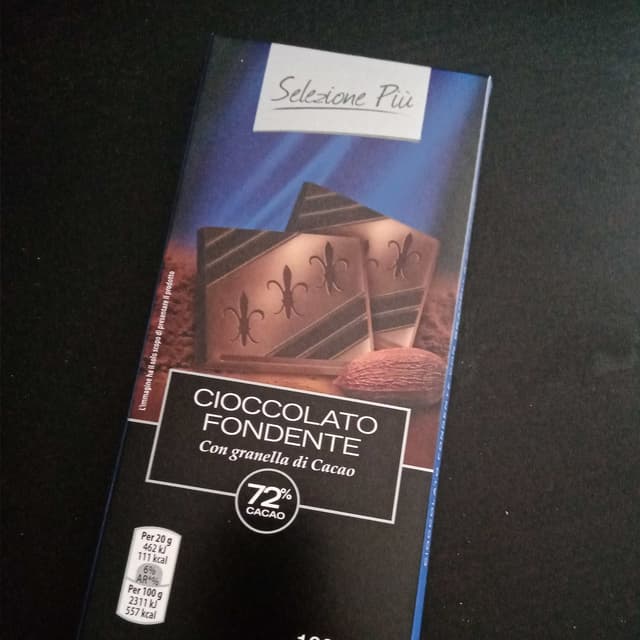 Selezione Più
L'immagine ha il solo scopo di presentare il prodotto
CIOCCOLATO
FONDENTE
Con granella di Cacao
72%
CACAO
Per 20 g
462 kJ
111 kcal
6%
AR*%
Per 100 g
2311 kJ
557 kcal